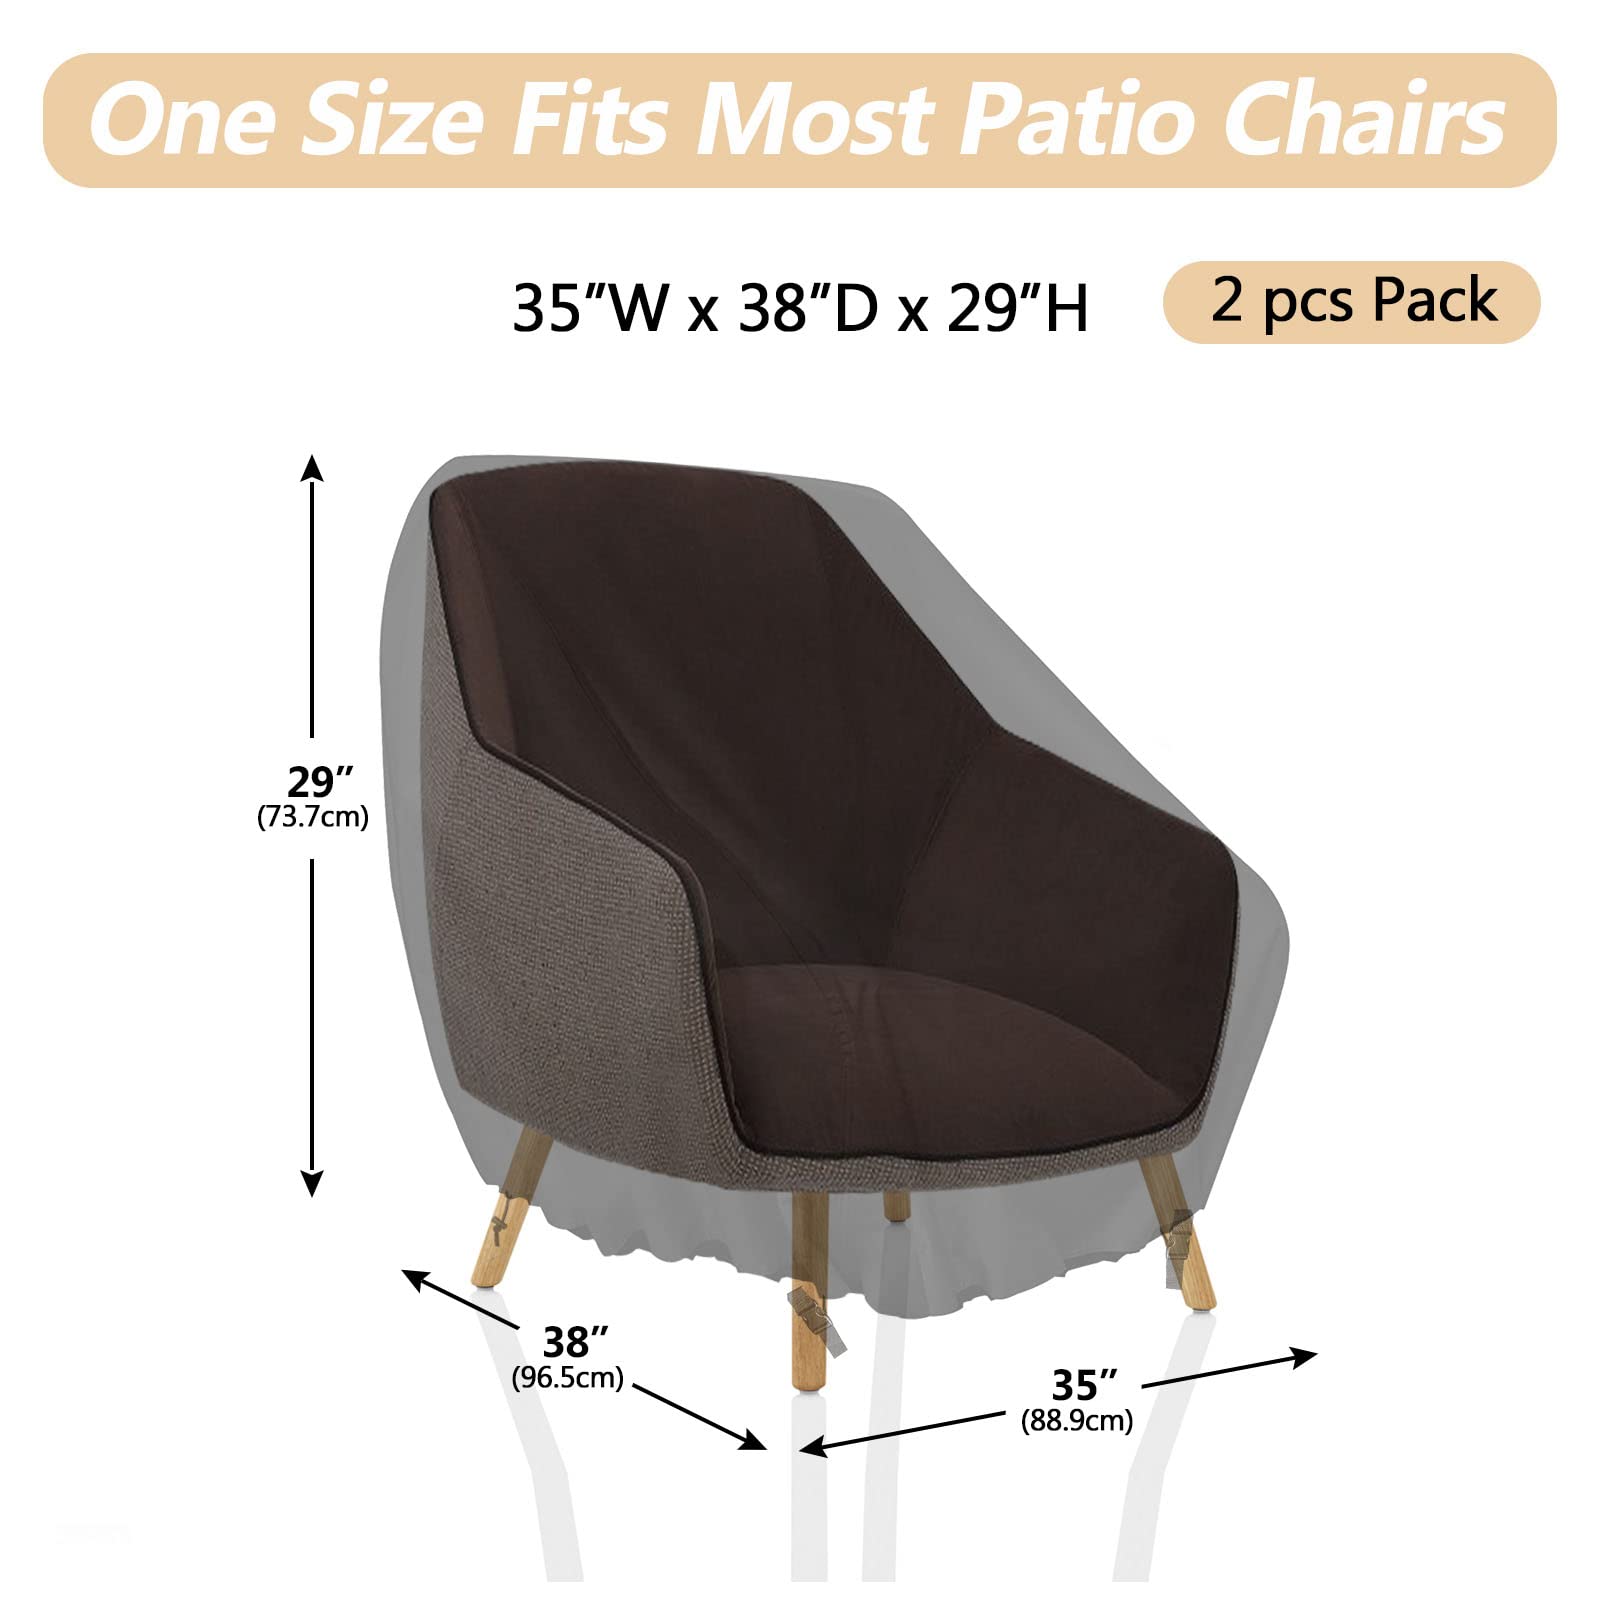 One Size Fits Most Patio Chairs
35”W x 38”D x 29”H
2 pcs Pack
29”
(73.7cm)
38”
(96.5cm)
35”
(88.9cm)